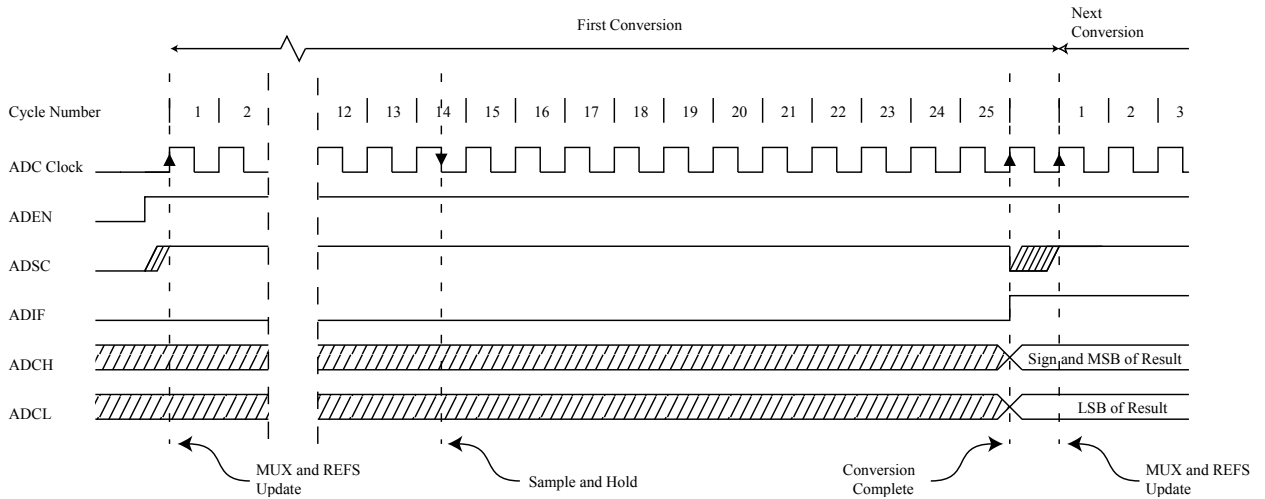 First Conversion
Next
Conversion
Cycle Number 1 2 12 13 14 15 16 17 18 19 20 21 22 23 24 25 1 2 3
ADC Clock
ADEN
ADSC
ADIF
ADCH Sign and MSB of Result
ADCL LSB of Result
MUX and REFS
Update
Sample and Hold
Conversion
Complete
MUX and REFS
Update